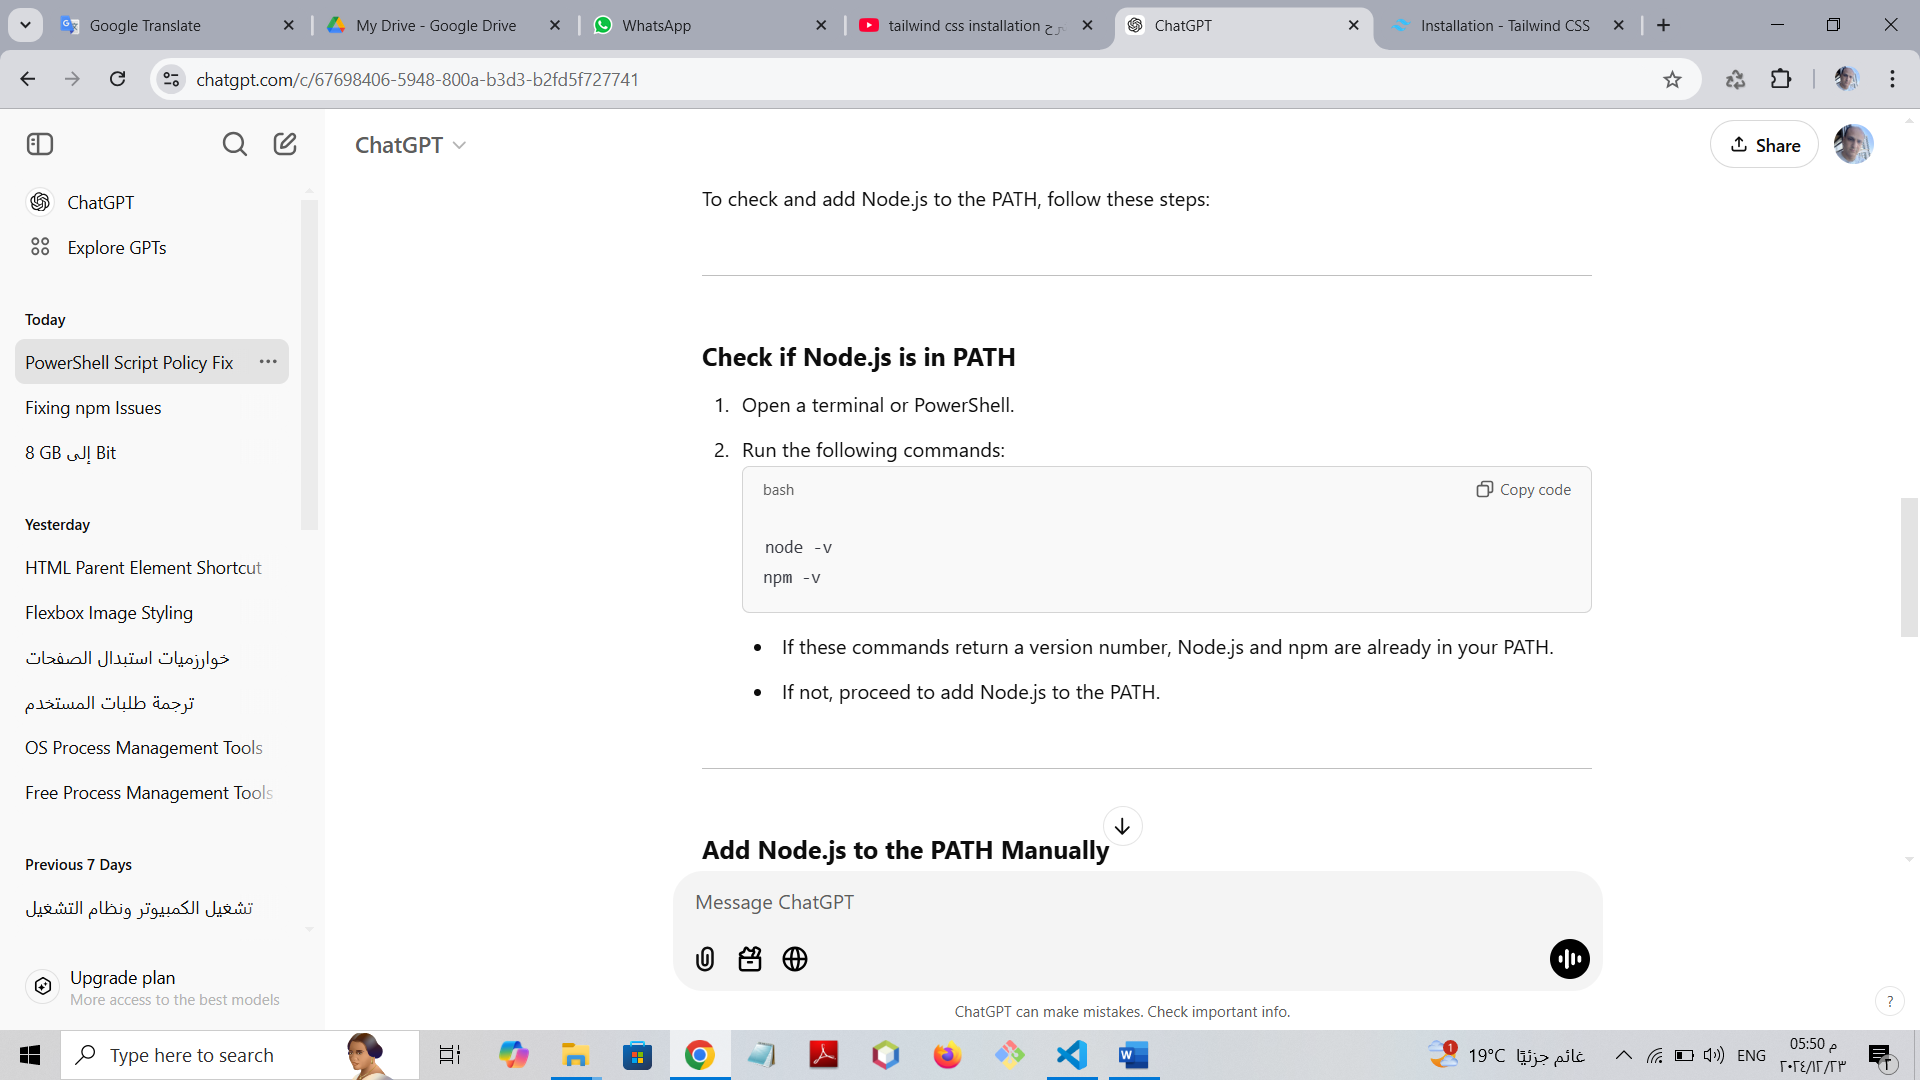 Google Translate
My Drive - Google Drive
WhatsApp
tailwind css installation
ChatGPT
Installation - Tailwind CSS
chatgpt.com/c/67698406-5948-800a-b3d3-b2fd5f727741
ChatGPT
Share
ChatGPT
Explore GPTs
Today
PowerShell Script Policy Fix
Fixing npm Issues
8 GB إلى Bit
Yesterday
HTML Parent Element Shortcut
Flexbox Image Styling
خوارزميات استبدال الصفحات
ترجمة طلبات المستخدم
OS Process Management Tools
Free Process Management Tools
Previous 7 Days
تشغيل الكمبيوتر ونظام التشغيل
Upgrade plan
More access to the best models
To check and add Node.js to the PATH, follow these steps:
Check if Node.js is in PATH
1. Open a terminal or PowerShell.
2. Run the following commands:
bash
Copy code
node -v
npm -v
• If these commands return a version number, Node.js and npm are already in your PATH.
• If not, proceed to add Node.js to the PATH.
Add Node.js to the PATH Manually
Message ChatGPT
ChatGPT can make mistakes. Check important info.
?
Type here to search
1
19°C غائم جزئيًا
ENG
05:50 م
٢٠٢٤/١٢/٢٣
٢